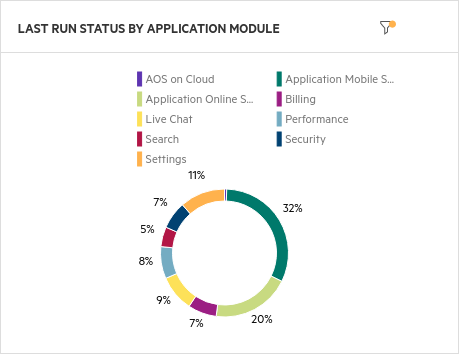 LAST RUN STATUS BY APPLICATION MODULE
AOS on Cloud
Application Mobile S...
Application Online S...
Billing
Live Chat
Performance
Search
Security
Settings
11%
32%
7%
5%
8%
9%
7%
20%